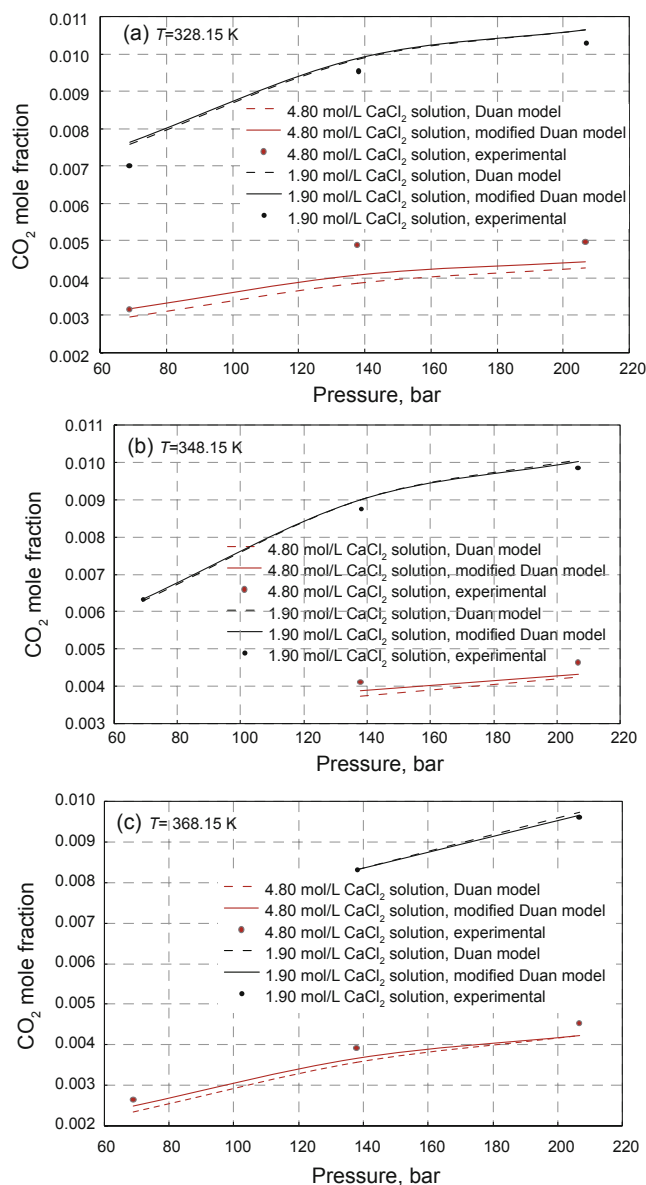 (a) T=328.15 K
0.011
0.010
0.009
0.008
0.007
0.006
0.005
0.004
0.003
0.002
CO₂ mole fraction
4.80 mol/L CaCl₂ solution, Duan model
4.80 mol/L CaCl₂ solution, modified Duan model
4.80 mol/L CaCl₂ solution, experimental
1.90 mol/L CaCl₂ solution, Duan model
1.90 mol/L CaCl₂ solution, modified Duan model
1.90 mol/L CaCl₂ solution, experimental
60 80 100 120 140 160 180 200 220
Pressure, bar
(b) T=348.15 K
0.011
0.010
0.009
0.008
0.007
0.006
0.005
0.004
0.003
CO₂ mole fraction
4.80 mol/L CaCl₂ solution, Duan model
4.80 mol/L CaCl₂ solution, modified Duan model
4.80 mol/L CaCl₂ solution, experimental
1.90 mol/L CaCl₂ solution, Duan model
1.90 mol/L CaCl₂ solution, modified Duan model
1.90 mol/L CaCl₂ solution, experimental
60 80 100 120 140 160 180 200 220
Pressure, bar
(c) T= 368.15 K
0.010
0.009
0.008
0.007
0.006
0.005
0.004
0.003
0.002
CO₂ mole fraction
4.80 mol/L CaCl₂ solution, Duan model
4.80 mol/L CaCl₂ solution, modified Duan model
4.80 mol/L CaCl₂ solution, experimental
1.90 mol/L CaCl₂ solution, Duan model
1.90 mol/L CaCl₂ solution, modified Duan model
1.90 mol/L CaCl₂ solution, experimental
60 80 100 120 140 160 180 200 220
Pressure, bar